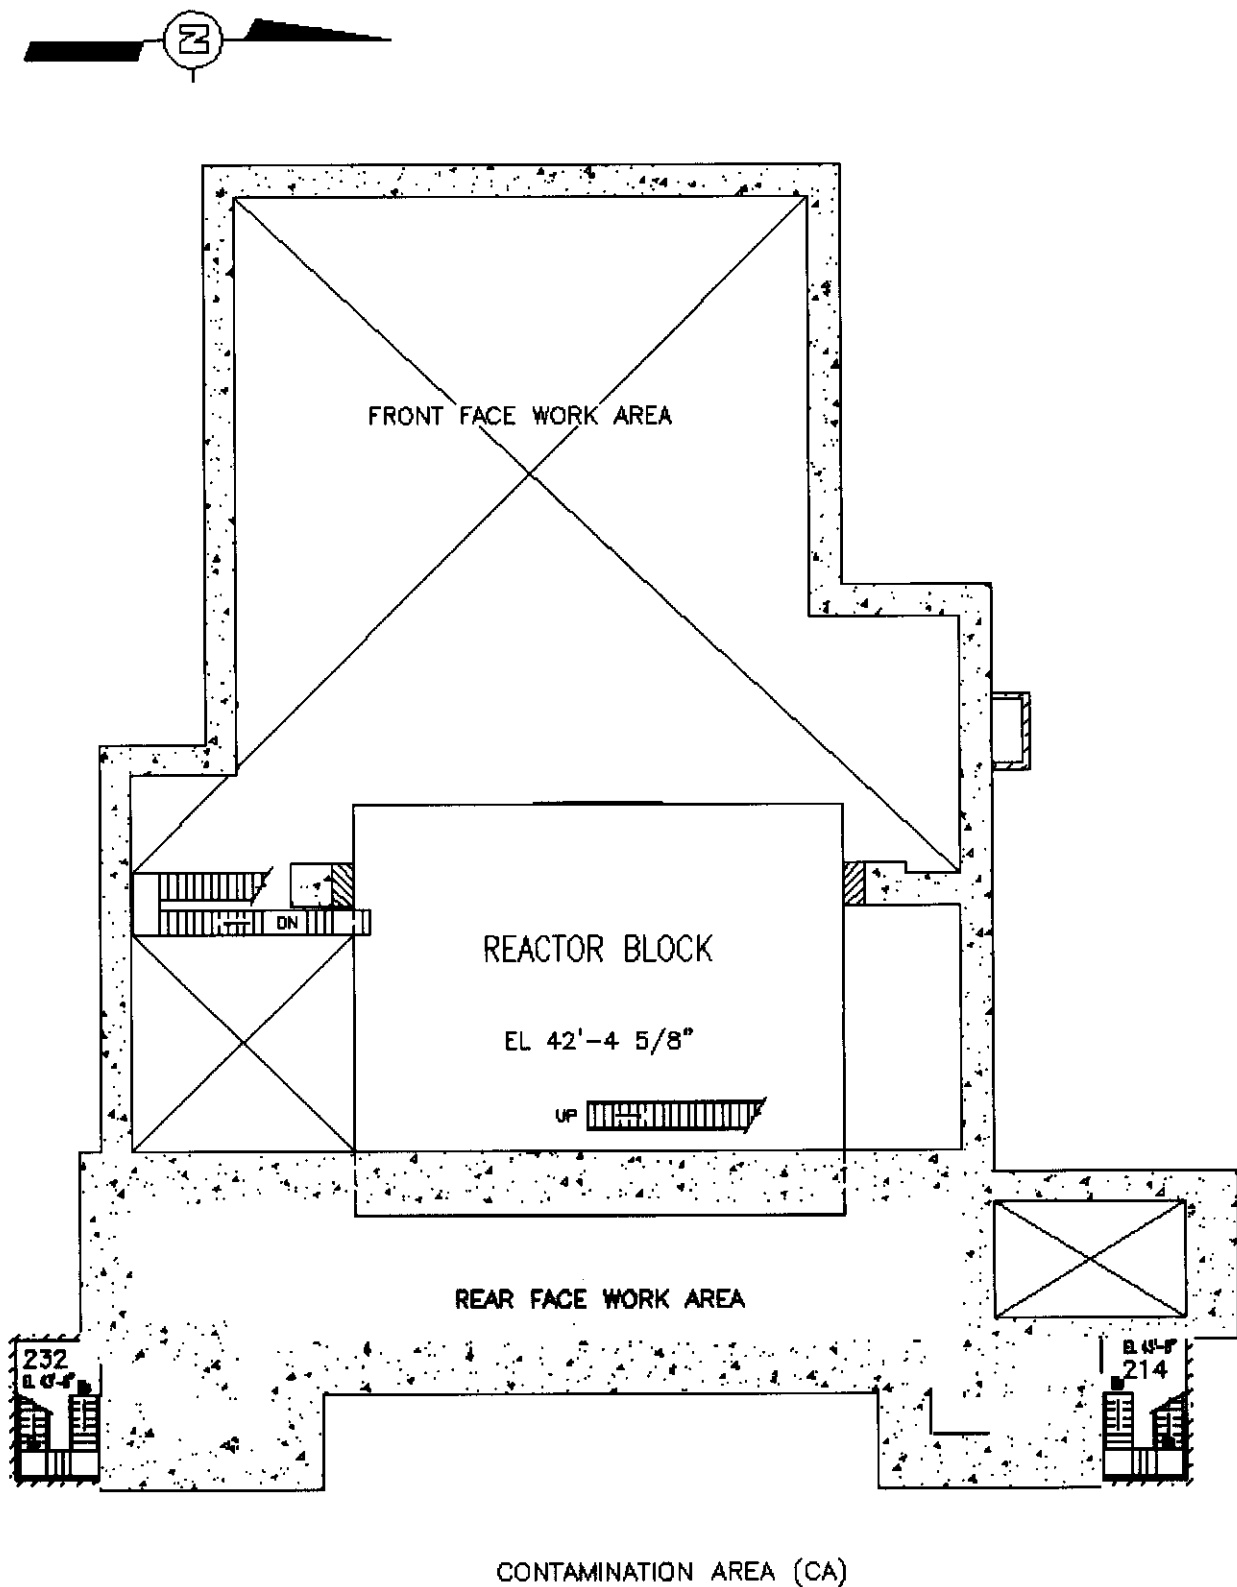 N
FRONT FACE WORK AREA
DN
REACTOR BLOCK
EL 42'-4 5/8"
UP
REAR FACE WORK AREA
232
214
CONTAMINATION AREA (CA)